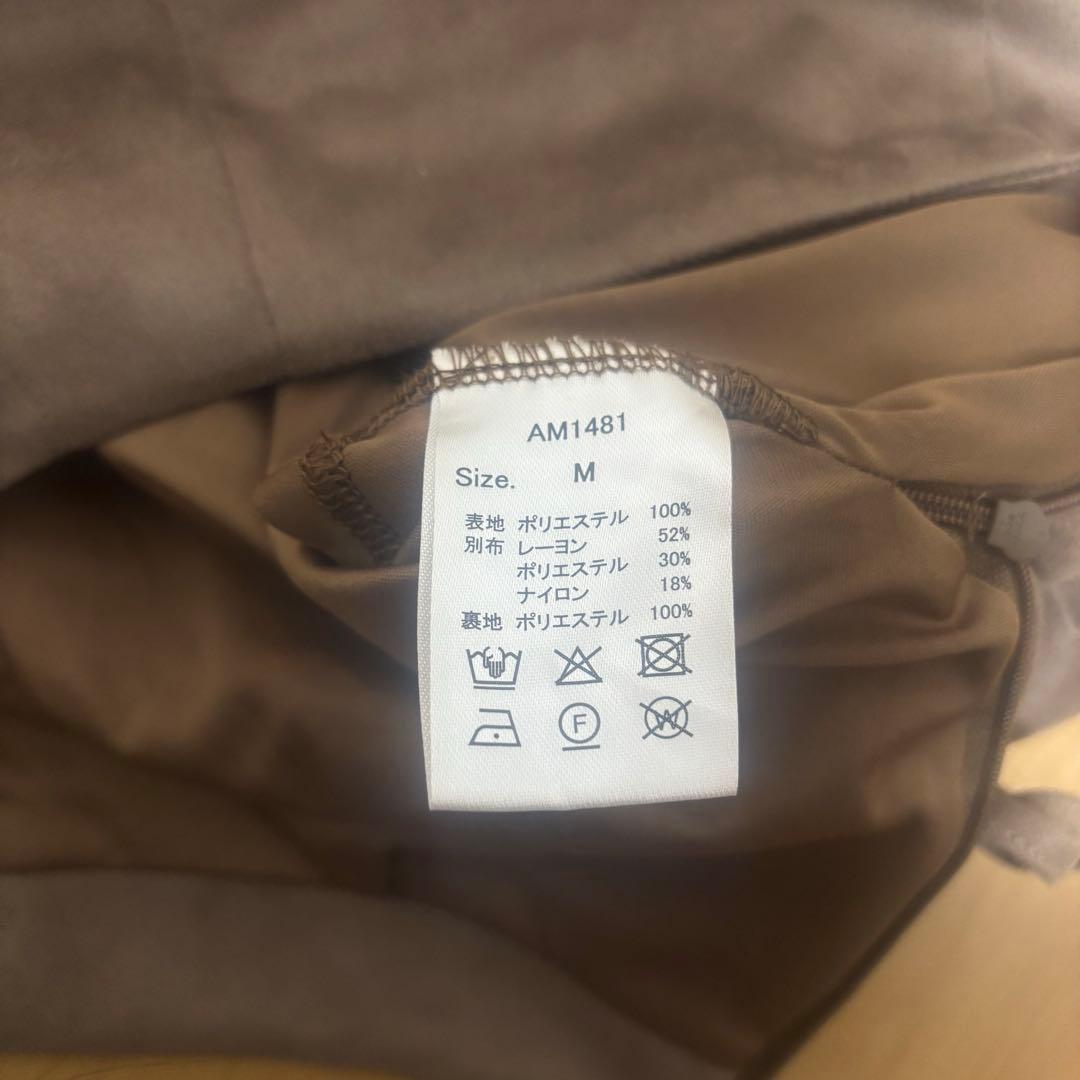 AM1481
Size. M
表地 ポリエステル 100%
別布 レーヨン 52%
ポリエステル 30%
ナイロン 18%
裏地 ポリエステル 100%
F W